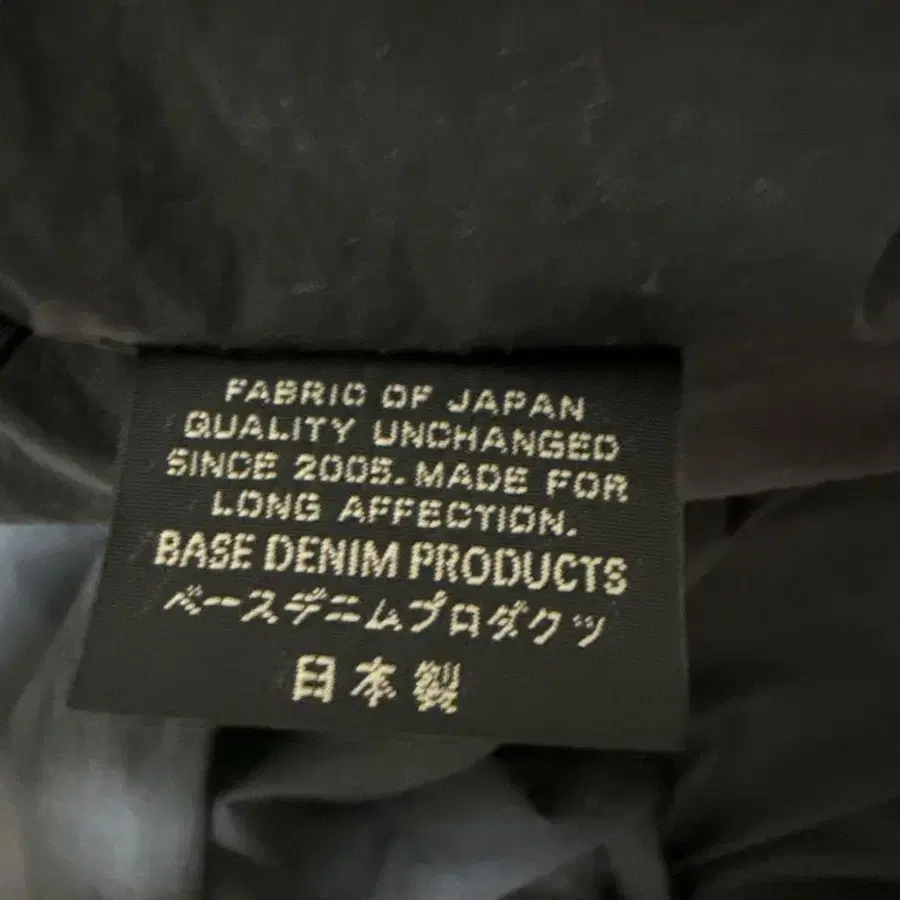 FABRIC OF JAPAN
QUALITY UNCHANGED
SINCE 2005. MADE FOR
LONG AFFECTION.
BASE DENIM PRODUCTS
ベースデニムプロダクツ
日本製